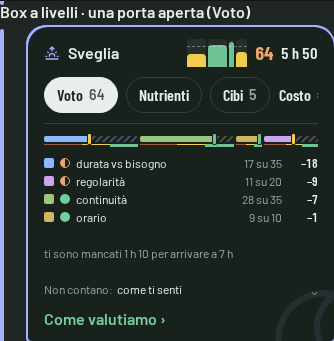 Box a livelli · una porta aperta (Voto)
Sveglia 64 5 h 50
Voto 64 Nutrienti Cibi 5 Costo
durata vs bisogno 17 su 35 −18
regolarità 11 su 20 −9
continuità 28 su 35 −7
orario 9 su 10 −1
ti sono mancati 1 h 10 per arrivare a 7 h
Non contano: come ti senti
Come valutiamo ›